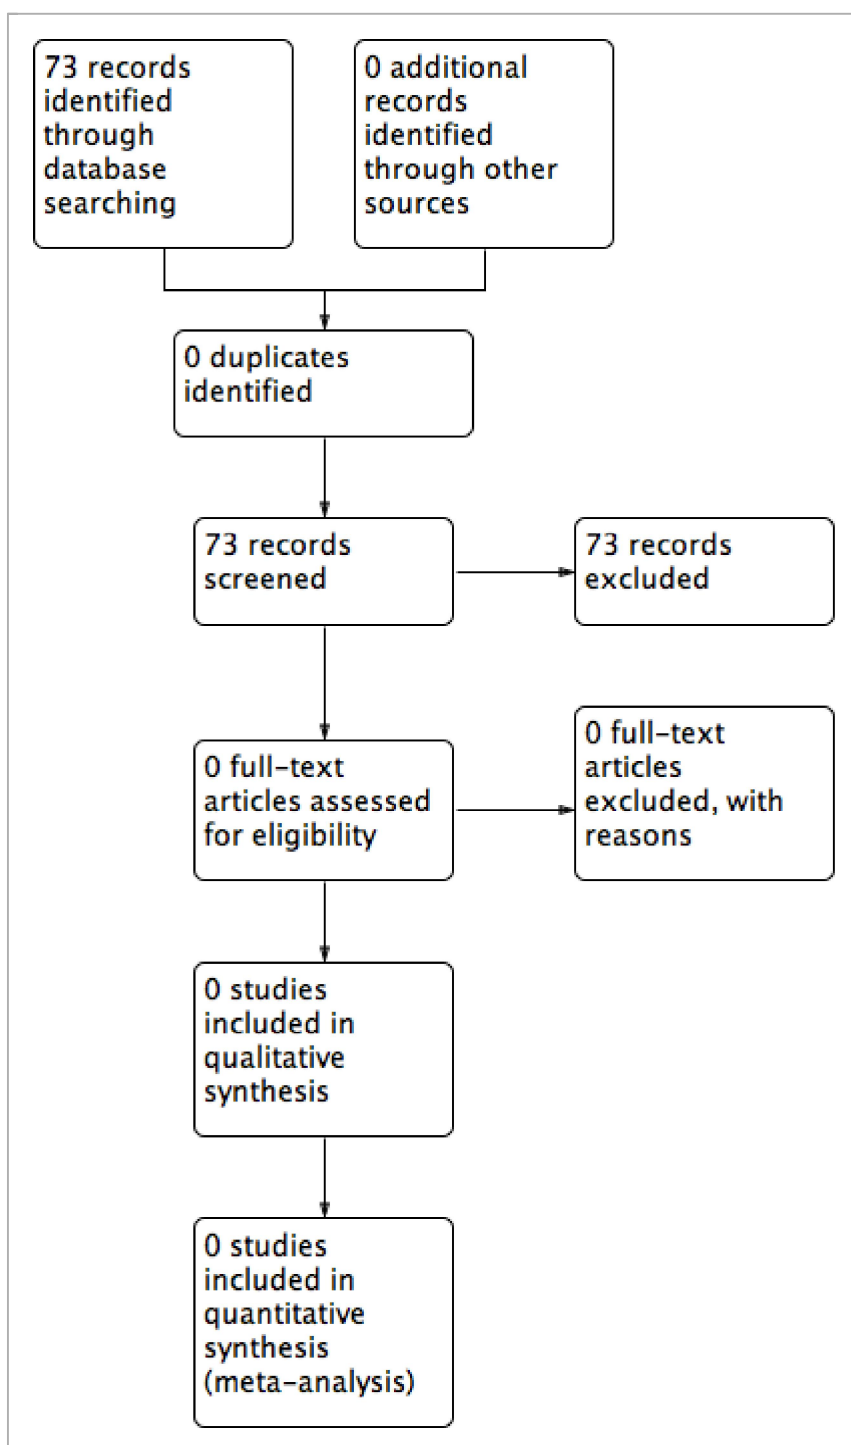 73 records
identified
through
database
searching
0 additional
records
identified
through other
sources
0 duplicates
identified
73 records
screened
73 records
excluded
0 full-text
articles assessed
for eligibility
0 full-text
articles
excluded, with
reasons
0 studies
included in
qualitative
synthesis
0 studies
included in
quantitative
synthesis
(meta-analysis)